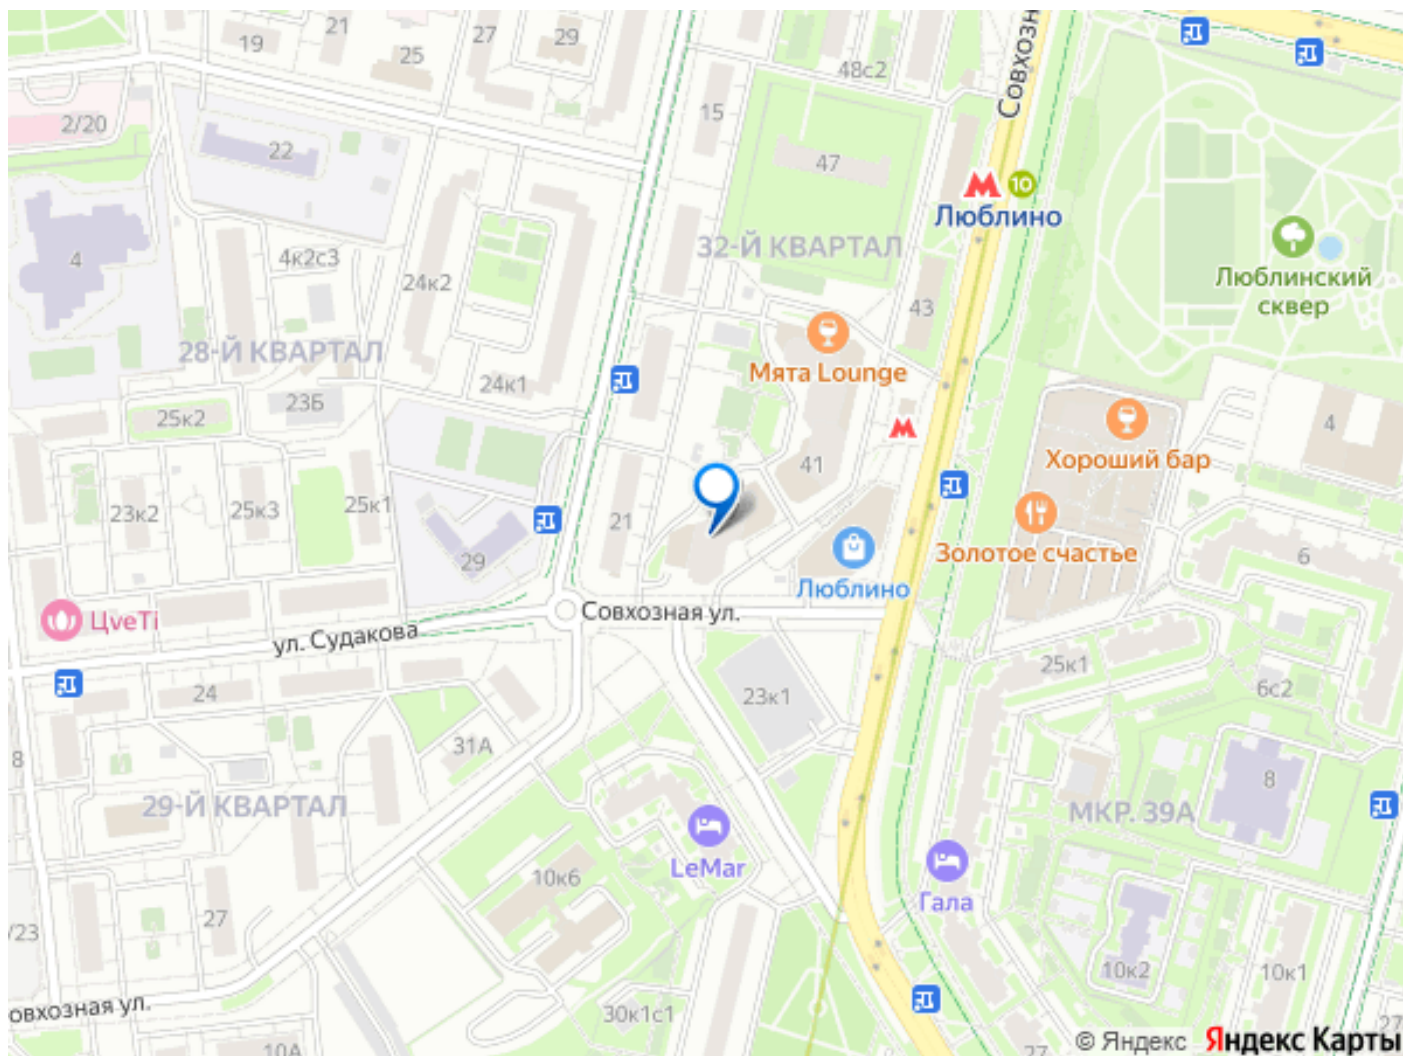 21
27
29
19
25
48с2
Совхозн
15
2/20
22
47
10
Люблино
32-Й КВАРТАЛ
4
4к2с3
24к2
43
Люблинский
сквер
28-Й КВАРТАЛ
Мята Lounge
24к1
23Б
25к2
4
Хороший бар
41
23к2
25к3
25к1
21
29
Золотое счастье
6
Люблино
ЦveTi
ул. Судакова
Совхозная ул.
25к1
6с2
24
23к1
31А
8
8
29-Й КВАРТАЛ
МКР. 39А
LeMar
10к6
Гала
27
/23
10к2
10к1
овхозная ул.
30к1с1
10А
27
27
© Яндекс
Яндекс Карты